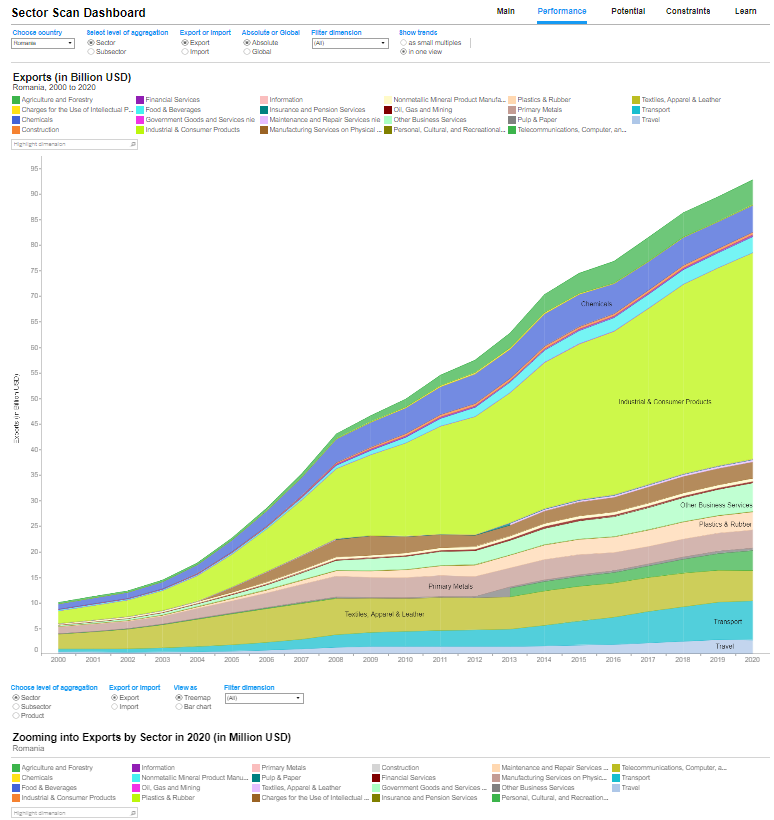 Sector Scan Dashboard
Main Performance Potential Constraints Learn
Choose country Select level of aggregation Export or Import Absolute or Global Filter dimension Show trends
Romania Sector Export Absolute (All) as small multiples
Subsector Import Global in one view
Exports (in Billion USD)
Romania, 2000 to 2020
Agriculture and Forestry Financial Services Information Nonmetallic Mineral Product Manufa... Plastics & Rubber Textiles, Apparel & Leather
Charges for the Use of Intellectual P... Food & Beverages Insurance and Pension Services Oil, Gas and Mining Primary Metals Transport
Chemicals Government Goods and Services nie Maintenance and Repair Services nie Other Business Services Pulp & Paper Travel
Construction Industrial & Consumer Products Manufacturing Services on Physical ... Personal, Cultural, and Recreational... Telecommunications, Computer, an...
Highlight dimension
95
90
85
80
75
70
65
60
55
50
45
40
35
30
25
20
15
10
5
0
Exports (in Billion USD)
Chemicals
Industrial & Consumer Products
Other Business Services
Plastics & Rubber
Primary Metals
Textiles, Apparel & Leather
Transport
Travel
2000 2001 2002 2003 2004 2005 2006 2007 2008 2009 2010 2011 2012 2013 2014 2015 2016 2017 2018 2019 2020
Choose level of aggregation Export or Import View as Filter dimension
Sector Export Treemap (All)
Subsector Import Bar chart
Product
Zooming into Exports by Sector in 2020 (in Million USD)
Romania
Agriculture and Forestry Information Primary Metals Construction Maintenance and Repair Services ... Telecommunications, Computer, a...
Chemicals Nonmetallic Mineral Product Manu... Pulp & Paper Financial Services Manufacturing Services on Physic... Transport
Food & Beverages Oil, Gas and Mining Textiles, Apparel & Leather Government Goods and Services ... Other Business Services Travel
Industrial & Consumer Products Plastics & Rubber Charges for the Use of Intellectual ... Insurance and Pension Services Personal, Cultural, and Recreation...
Highlight dimension